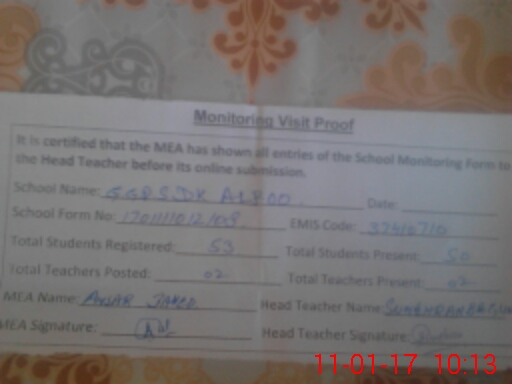 Monitoring Visit Proof
It is certified that the MEA has shown all entries of the School Monitoring Form to
the Head Teacher before its online submission.
School Name: Date:
School Form No: EMIS Code:
Total Students Registered: 53 Total Students Present: 50
Total Teachers Posted: 02 Total Teachers Present: 02
MEA Name: ANSAR Head Teacher Name:
MEA Signature: Head Teacher Signature:
11-01-17 10:13